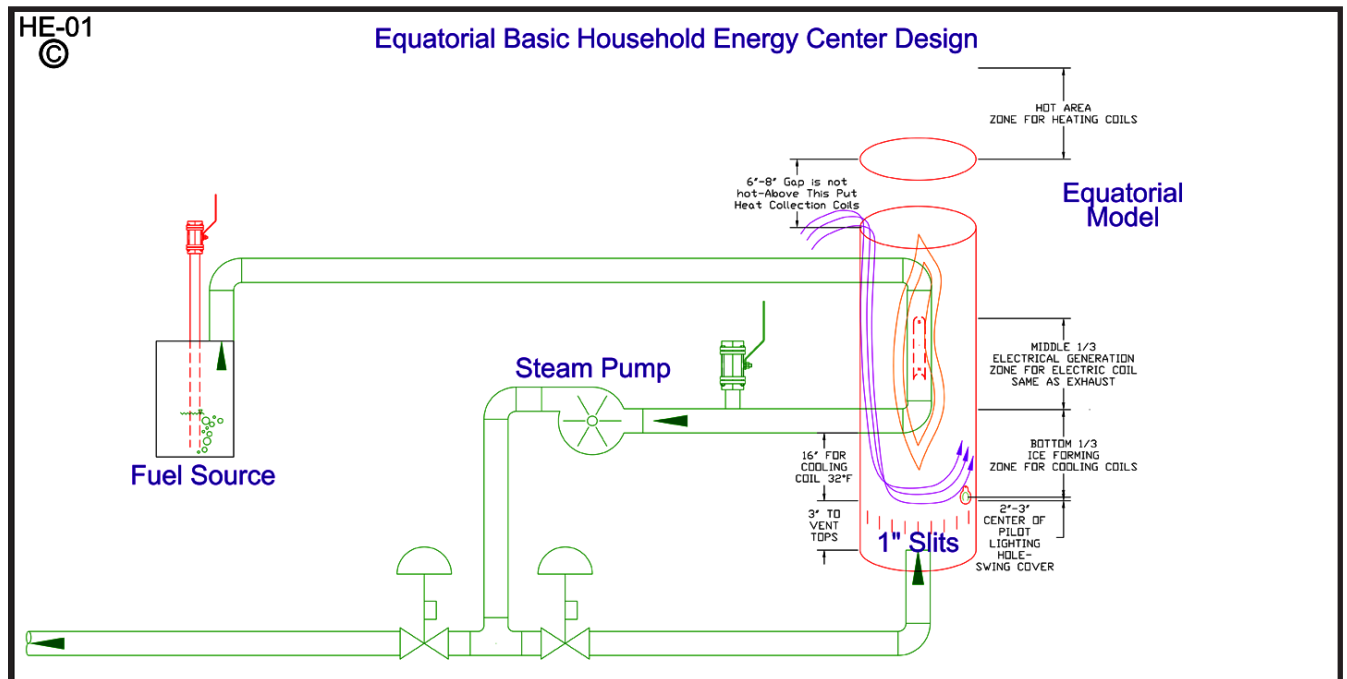 HE-01
©
Equatorial Basic Household Energy Center Design
HOT AREA
ZONE FOR HEATING COILS
6"-8" Gap is not
hot-Above This Put
Heat Collection Coils
Equatorial
Model
MIDDLE 1/3
ELECTRICAL GENERATION
ZONE FOR ELECTRIC COIL
SAME AS EXHAUST
Steam Pump
Fuel Source
16" FOR
COOLING
COIL 32°F
BOTTOM 1/3
ICE FORMING
ZONE FOR COOLING COILS
3" TO
VENT
TOPS
1" Slits
2"-3"
CENTER OF
PILOT
LIGHTING
HOLE-
SWING COVER